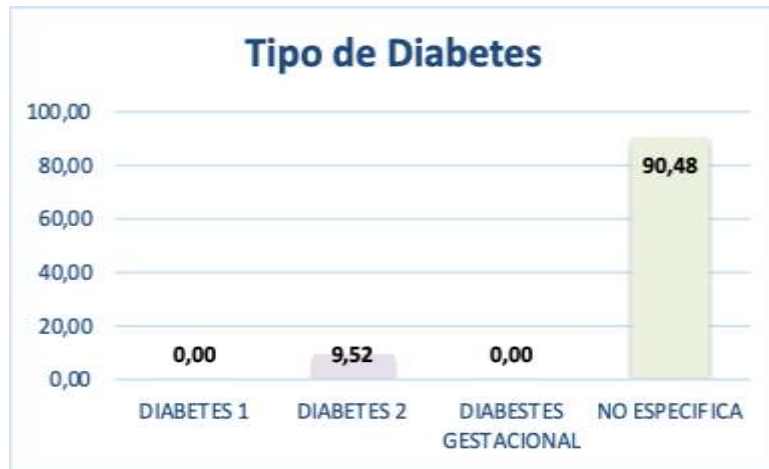 Tipo de Diabetes
100,00
80,00
60,00
40,00
20,00
0,00
0,00
9,52
0,00
90,48
DIABETES 1
DIABETES 2
DIABESTES
GESTACIONAL
NO ESPECIFICA